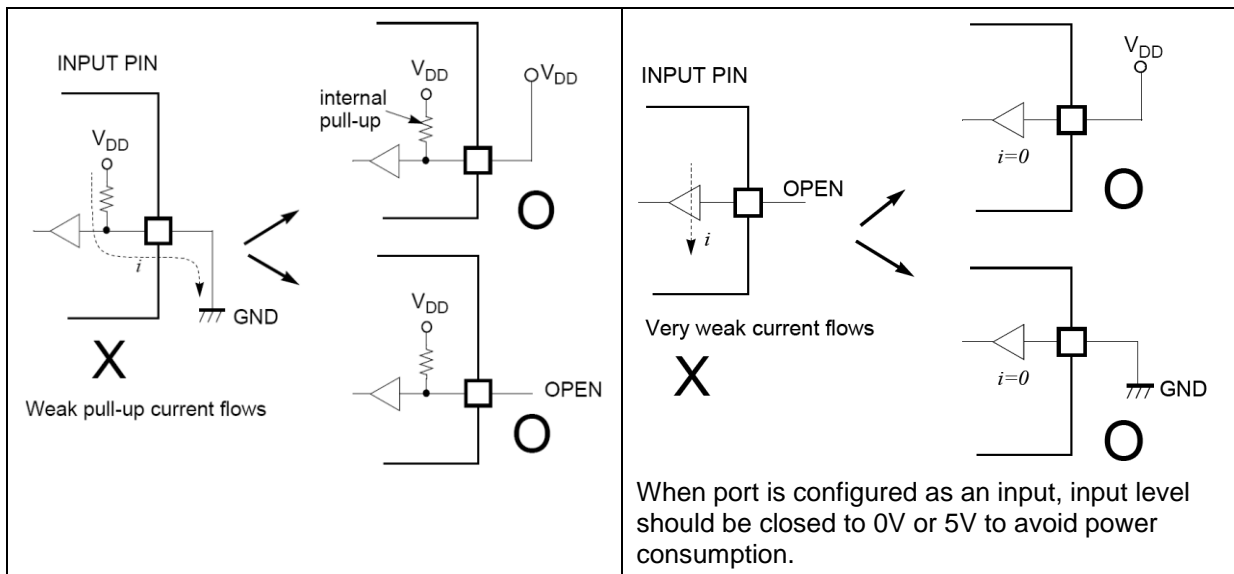 INPUT PIN
VDD
i
GND
X
Weak pull-up current flows
VDD
internal
pull-up
VDD
O
VDD
OPEN
O
INPUT PIN
OPEN
i
Very weak current flows
X
VDD
i=0
O
i=0
GND
O
When port is configured as an input, input level
should be closed to 0V or 5V to avoid power
consumption.